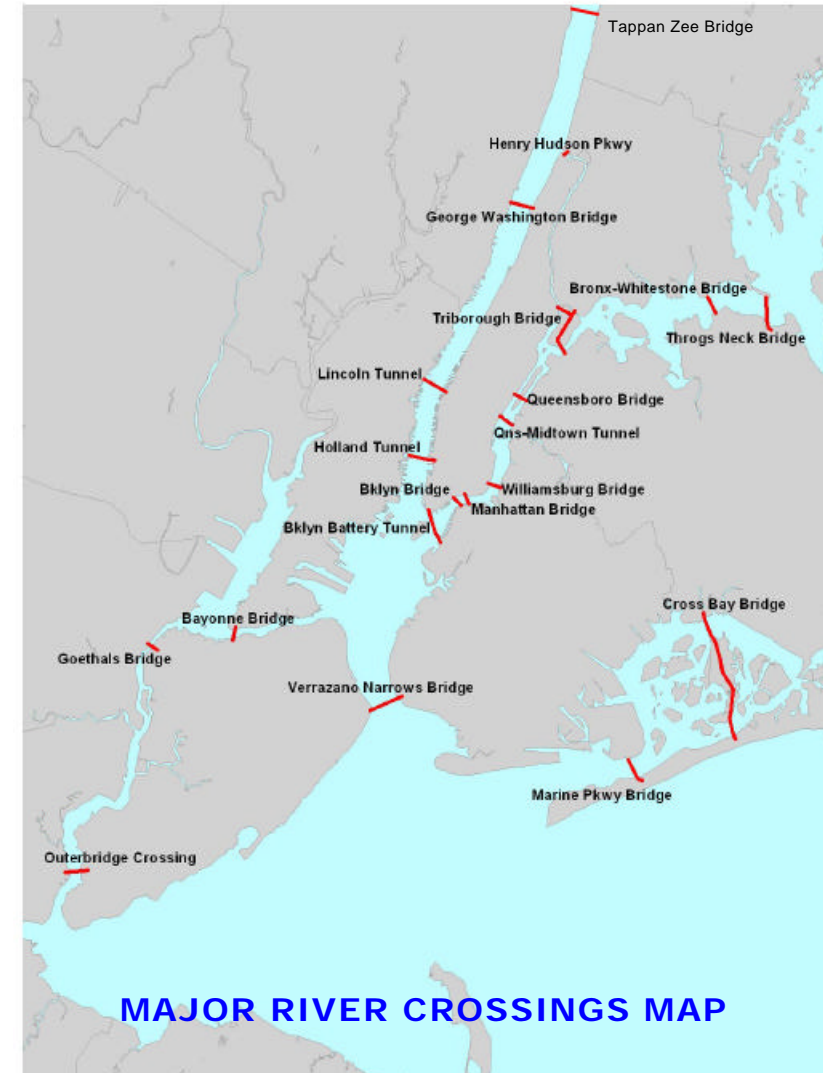 Tappan Zee Bridge
Henry Hudson Pkwy
George Washington Bridge
Bronx-Whitestone Bridge
Triborough Bridge
Throgs Neck Bridge
Lincoln Tunnel
Queensboro Bridge
Qns-Midtown Tunnel
Holland Tunnel
Bklyn Bridge
Williamsburg Bridge
Manhattan Bridge
Bklyn Battery Tunnel
Cross Bay Bridge
Bayonne Bridge
Goethals Bridge
Verrazano Narrows Bridge
Marine Pkwy Bridge
Outerbridge Crossing
MAJOR RIVER CROSSINGS MAP